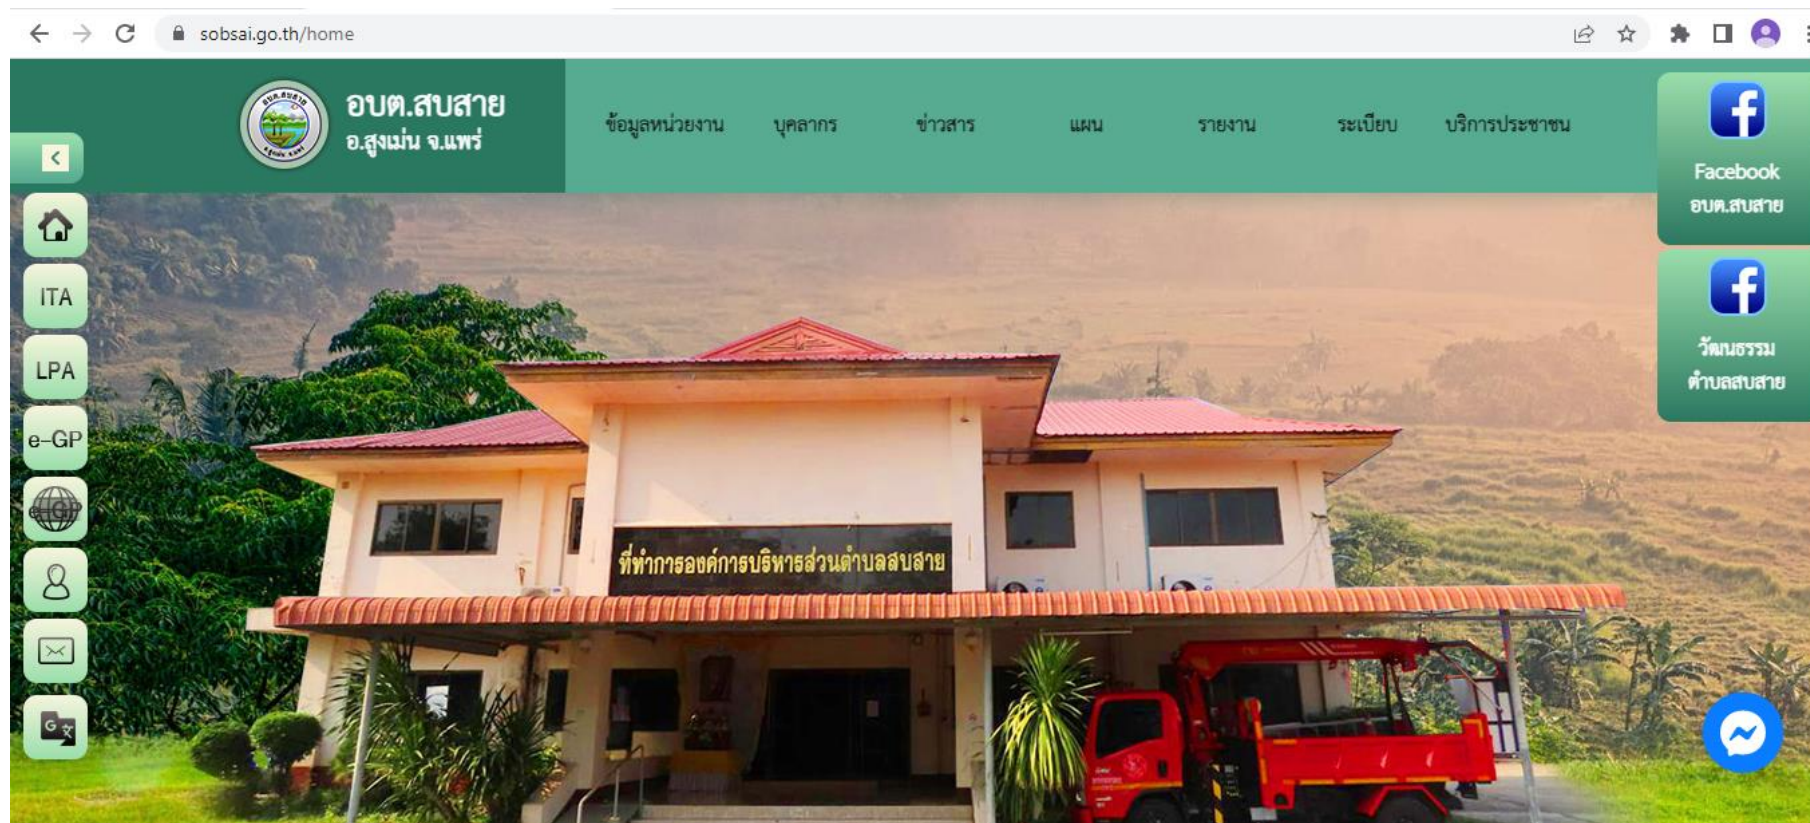 sobsai.go.th/home
อบต.สบสาย
อ.สูงเม่น จ.แพร่
ข้อมูลหน่วยงาน บุคลากร ข่าวสาร แผน รายงาน ระเบียบ บริการประชาชน
Facebook
อบต.สบสาย
วัฒนธรรม
ตำบลสบสาย
ITA
LPA
e-GP
e-GP
ที่ทำการองค์การบริหารส่วนตำบลสบสาย